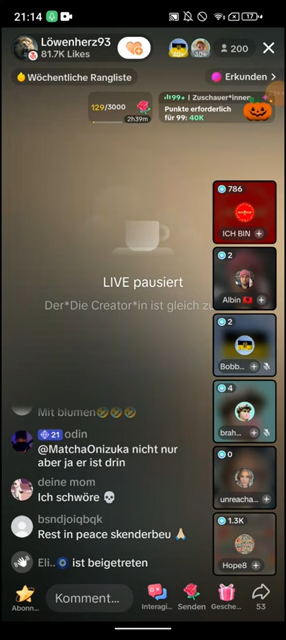 21:14
17
Löwenherz93
81.7K Likes
200
Wöchentliche Rangliste
Erkunden
129/3000
2h39m
99+ | Zuschauer*innen
Punkte erforderlich
für 99: 40K
786
ICH BIN
LIVE pausiert
Der*Die Creator*in ist gleich
2
Albin
2
Bobb...
4
brah...
0
unreacha...
1.3K
Hope8
Mit blumen🤣🤣🤣
21 odin
@MatchaOnizuka nicht nur
aber ja er ist drin
deine mom
Ich schwöre 💀
bsndjoiqbqk
Rest in peace skenderbeu 🙏🏻
Eli..🧿 ist beigetreten
Abonn...
Komment...
Interagi...
Senden
Gesche...
53